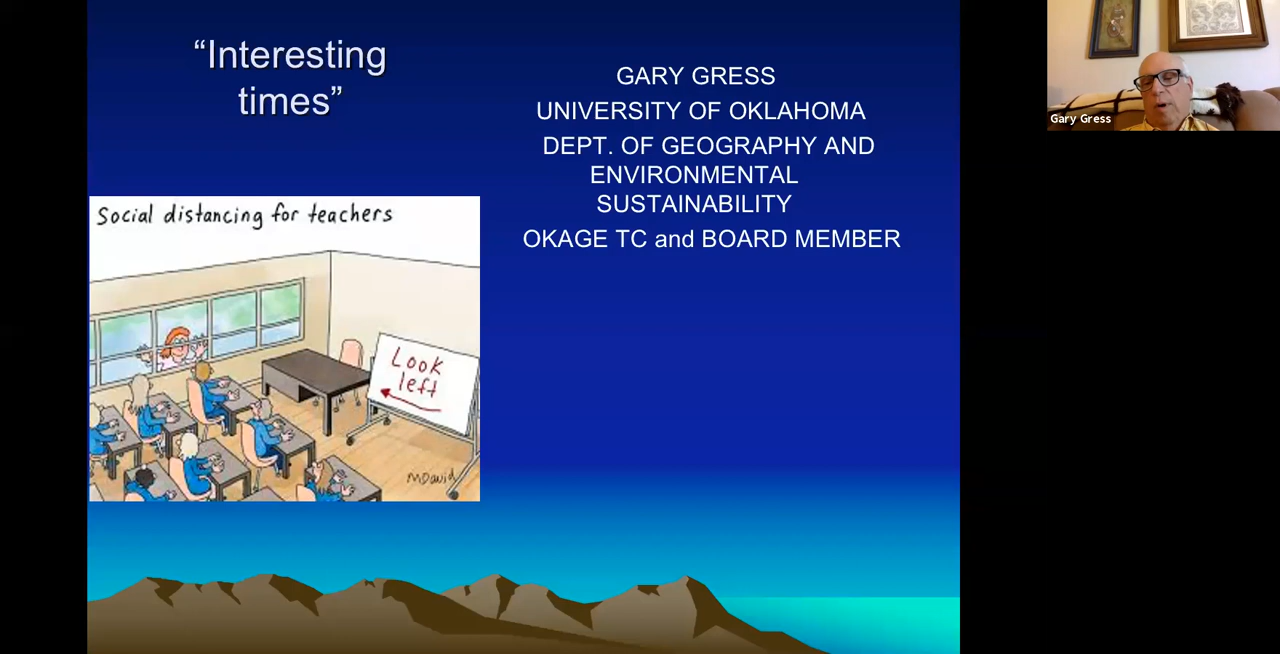 “Interesting
times”
GARY GRESS
UNIVERSITY OF OKLAHOMA
DEPT. OF GEOGRAPHY AND
ENVIRONMENTAL
SUSTAINABILITY
OKAGE TC and BOARD MEMBER
Social distancing for teachers
Look
left
MDavid
Gary Gress